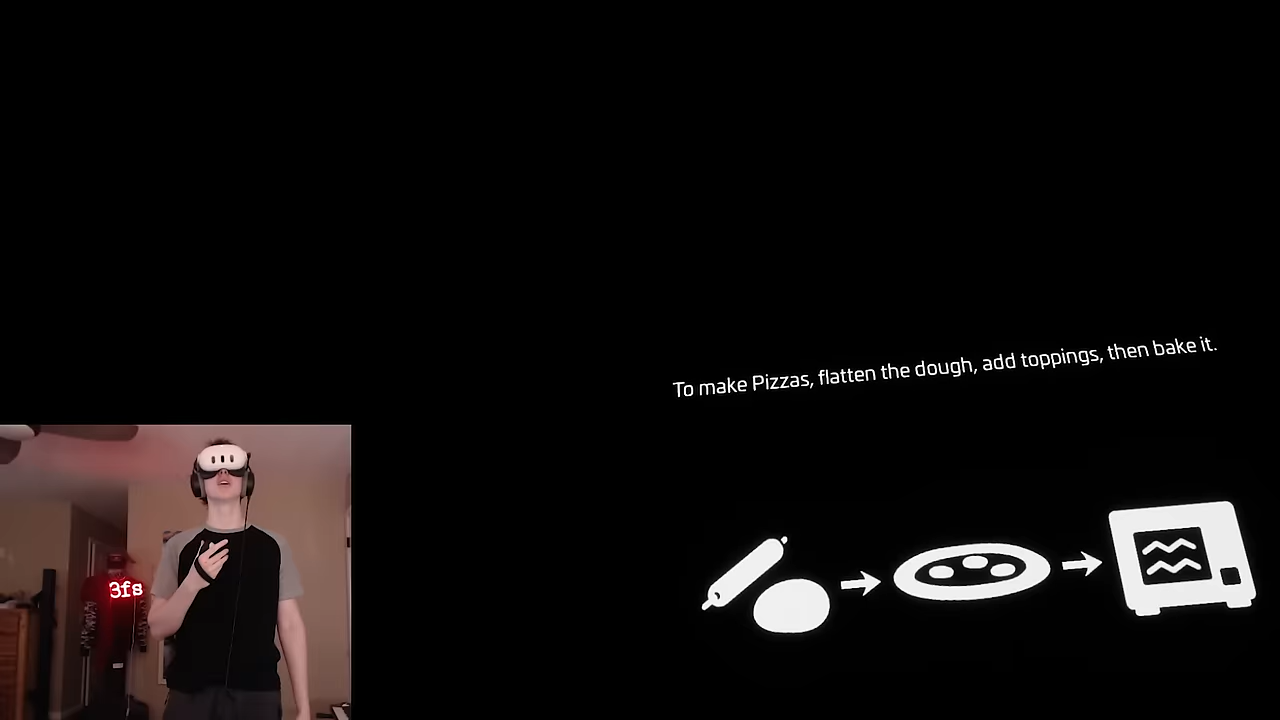 To make Pizzas, flatten the dough, add toppings, then bake it.
3fs